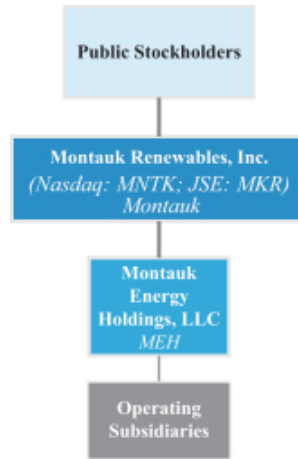 Public Stockholders
Montauk Renewables, Inc.
(Nasdaq: MNTK; JSE: MKR)
Montauk
Montauk
Energy
Holdings, LLC
MEH
Operating
Subsidiaries